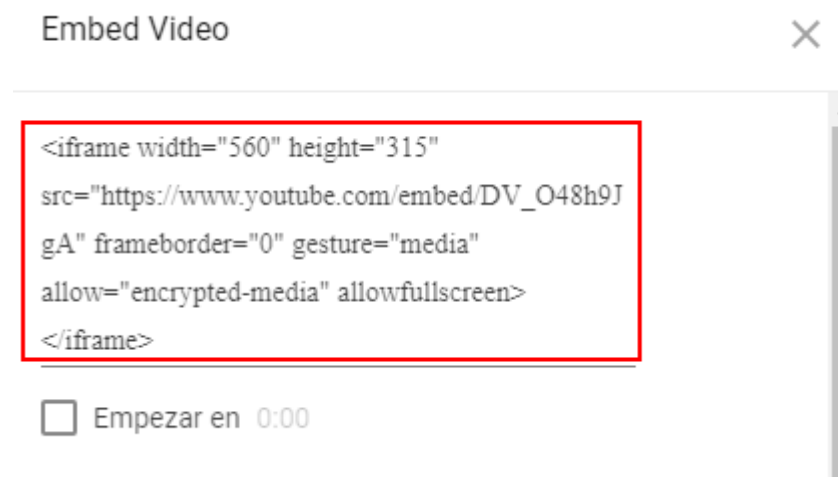 Embed Video
<iframe width="560" height="315"
src="https://www.youtube.com/embed/DV_O48h9J
gA" frameborder="0" gesture="media"
allow="encrypted-media" allowfullscreen>
</iframe>
Empezar en 0:00